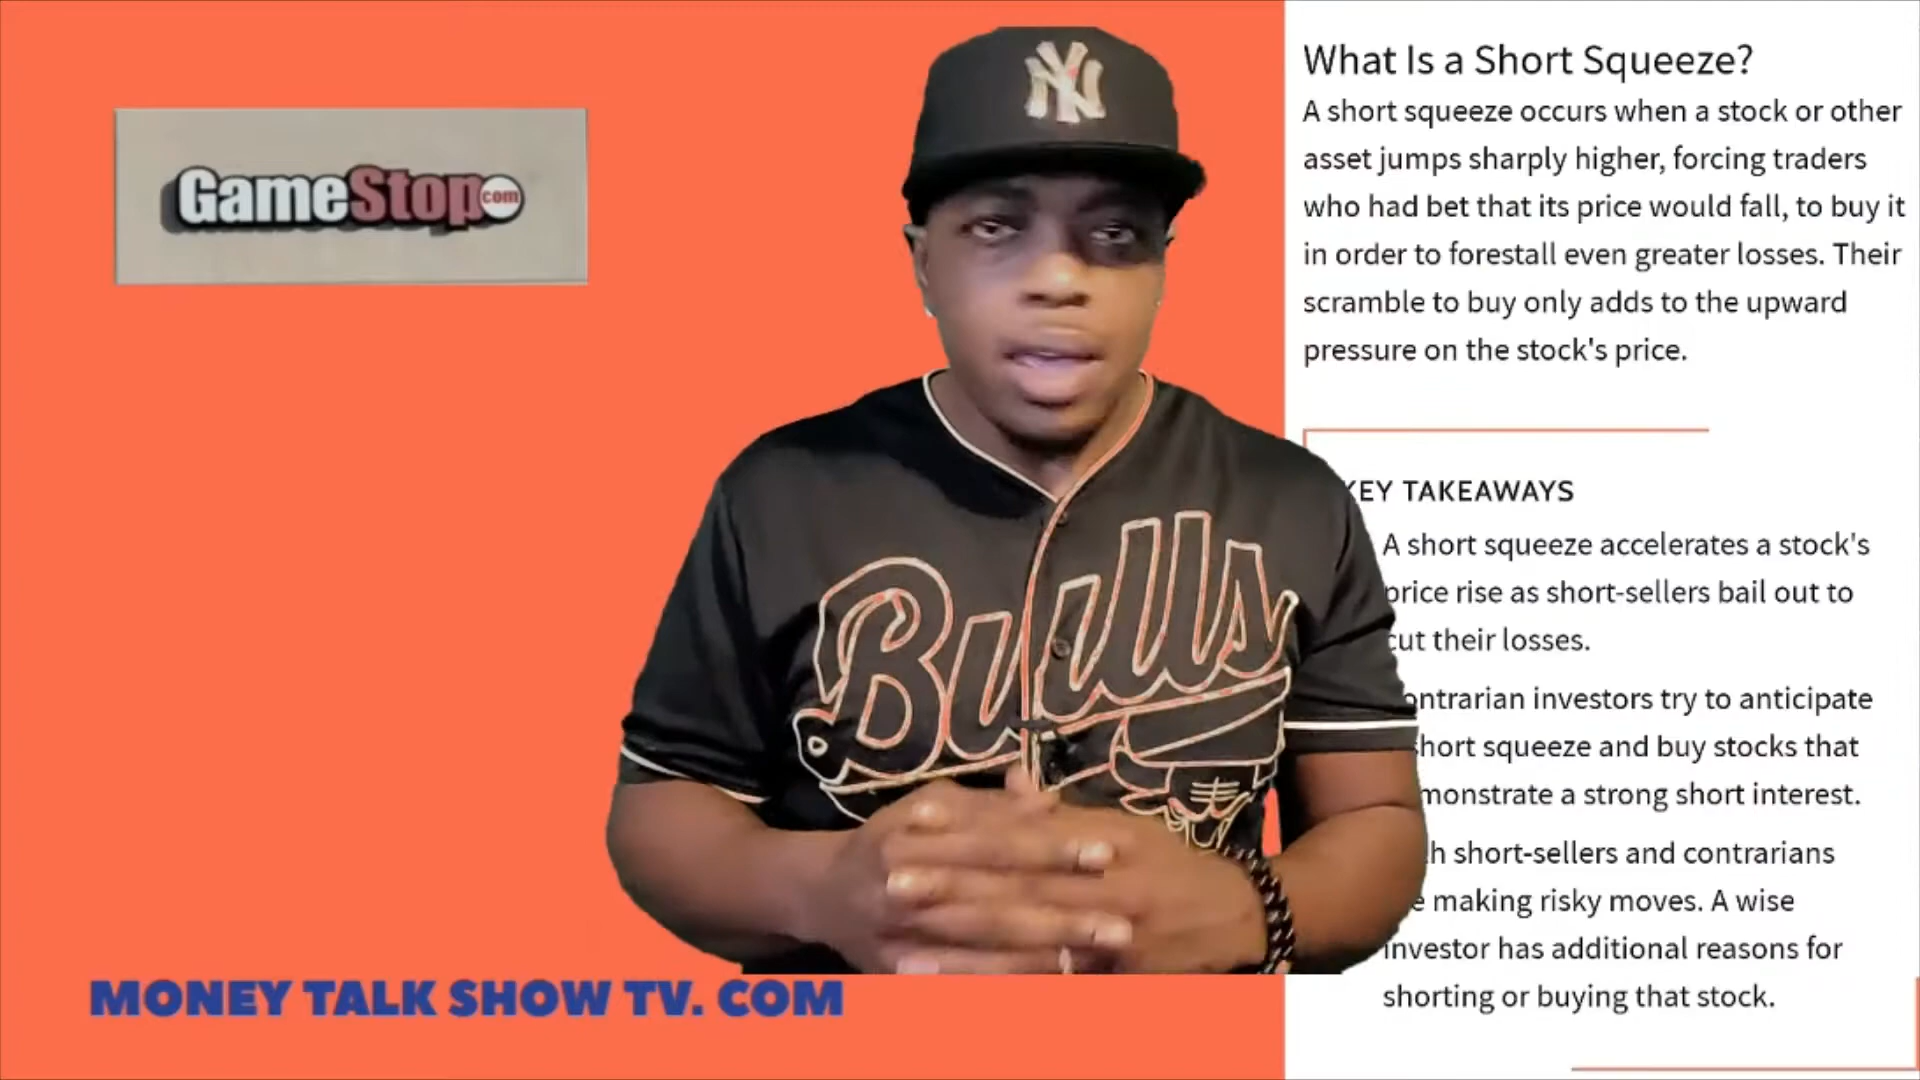 GameStop.com
NY
Bulls
MONEY TALK SHOW TV. COM
What Is a Short Squeeze?
A short squeeze occurs when a stock or other
asset jumps sharply higher, forcing traders
who had bet that its price would fall, to buy it
in order to forestall even greater losses. Their
scramble to buy only adds to the upward
pressure on the stock's price.
KEY TAKEAWAYS
A short squeeze accelerates a stock's
price rise as short-sellers bail out to
cut their losses.
ontrarian investors try to anticipate
short squeeze and buy stocks that
monstrate a strong short interest.
h short-sellers and contrarians
e making risky moves. A wise
investor has additional reasons for
shorting or buying that stock.